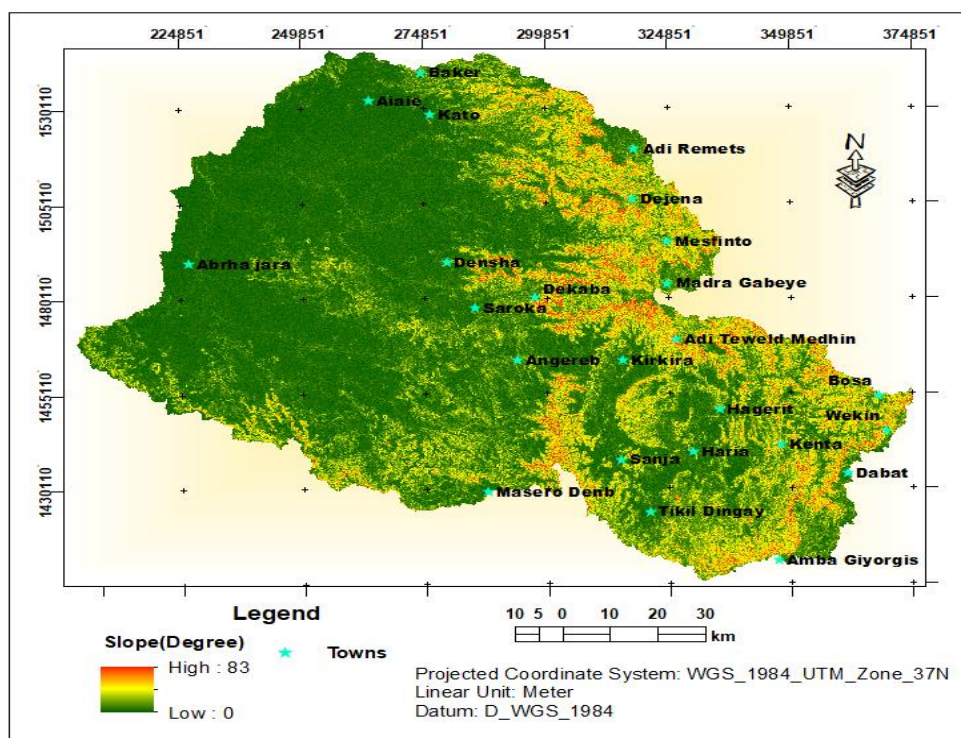 224851 249851 274851 299851 324851 349851 374851
1530110
1505110
1480110
1455110
1430110
N
Baker
Aiaie
Kato
Adi Remets
Dejena
Mesfinto
Abrha jara
Densha
Madra Gabeye
Dekaba
Saroka
Adi Teweld Medhin
Angereb
Kirkira
Bosa
Hagerit
Wekin
Kenta
Haria
Sanja
Dabat
Masero Denb
Tikil Dingay
Amba Giyorgis
Legend
Slope(Degree)
High : 83
Low : 0
Towns
10 5 0 10 20 30
km
Projected Coordinate System: WGS_1984_UTM_Zone_37N
Linear Unit: Meter
Datum: D_WGS_1984